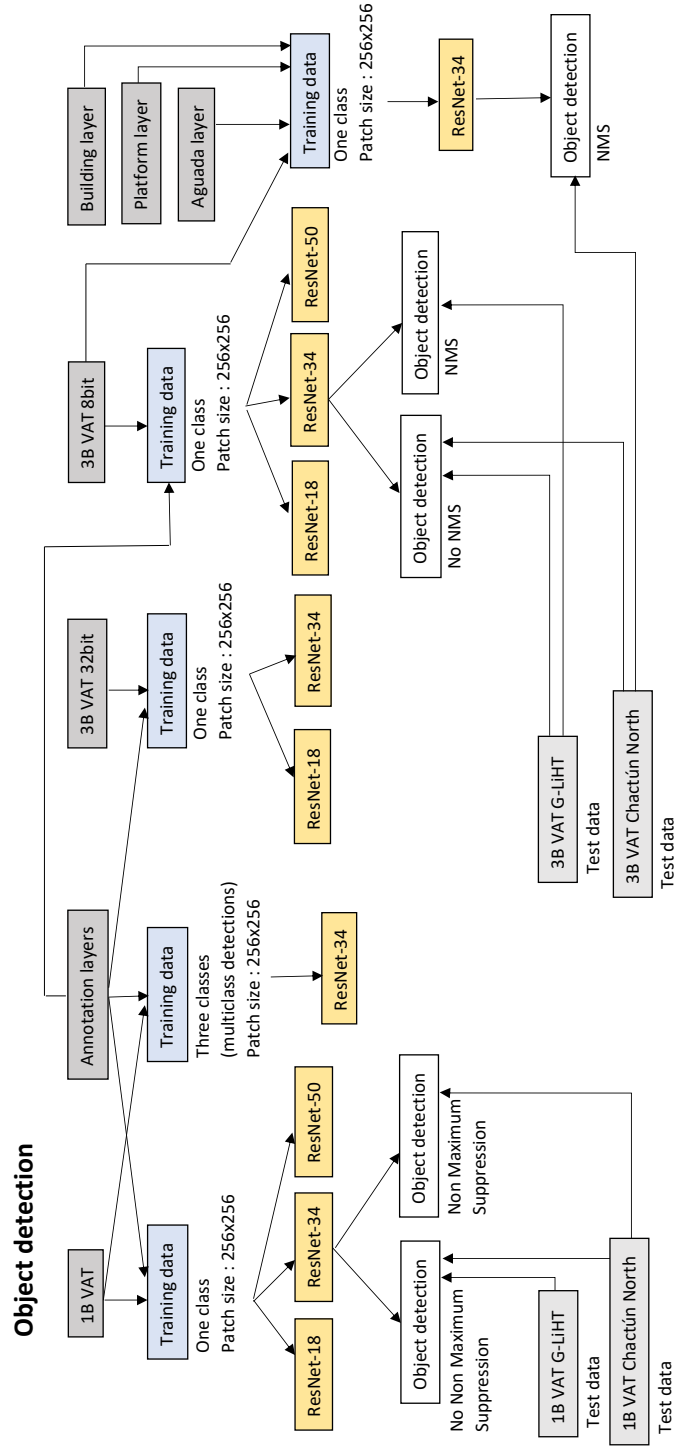 Object detection
1B VAT
Annotation layers
3B VAT 32bit
3B VAT 8bit
Building layer
Platform layer
Aguada layer
Training data
One class
Patch size : 256x256
Training data
Three classes
(multiclass detections)
Patch size : 256x256
Training data
One class
Patch size : 256x256
Training data
One class
Patch size : 256x256
Training data
One class
Patch size : 256x256
ResNet-18
ResNet-34
ResNet-50
ResNet-34
ResNet-18
ResNet-34
ResNet-18
ResNet-34
ResNet-50
ResNet-34
Object detection
No Non Maximum
Suppression
Object detection
Non Maximum
Suppression
Object detection
No NMS
Object detection
NMS
Object detection
NMS
1B VAT G-LiHT
Test data
1B VAT Chactún North
Test data
3B VAT G-LiHT
Test data
3B VAT Chactún North
Test data